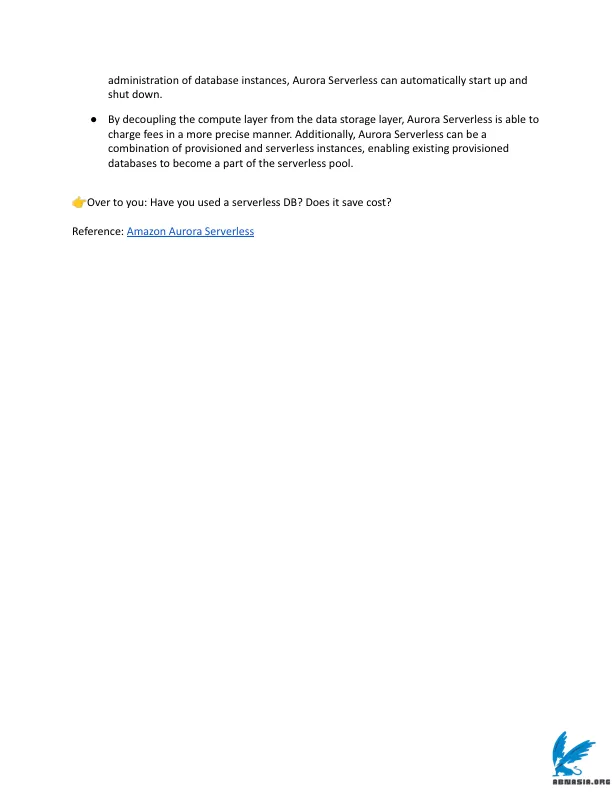 administration of database instances, Aurora Serverless can automatically start up and
shut down.
● By decoupling the compute layer from the data storage layer, Aurora Serverless is able to
charge fees in a more precise manner. Additionally, Aurora Serverless can be a
combination of provisioned and serverless instances, enabling existing provisioned
databases to become a part of the serverless pool.
👉Over to you: Have you used a serverless DB? Does it save cost?
Reference: Amazon Aurora Serverless
ABNASIA.ORG